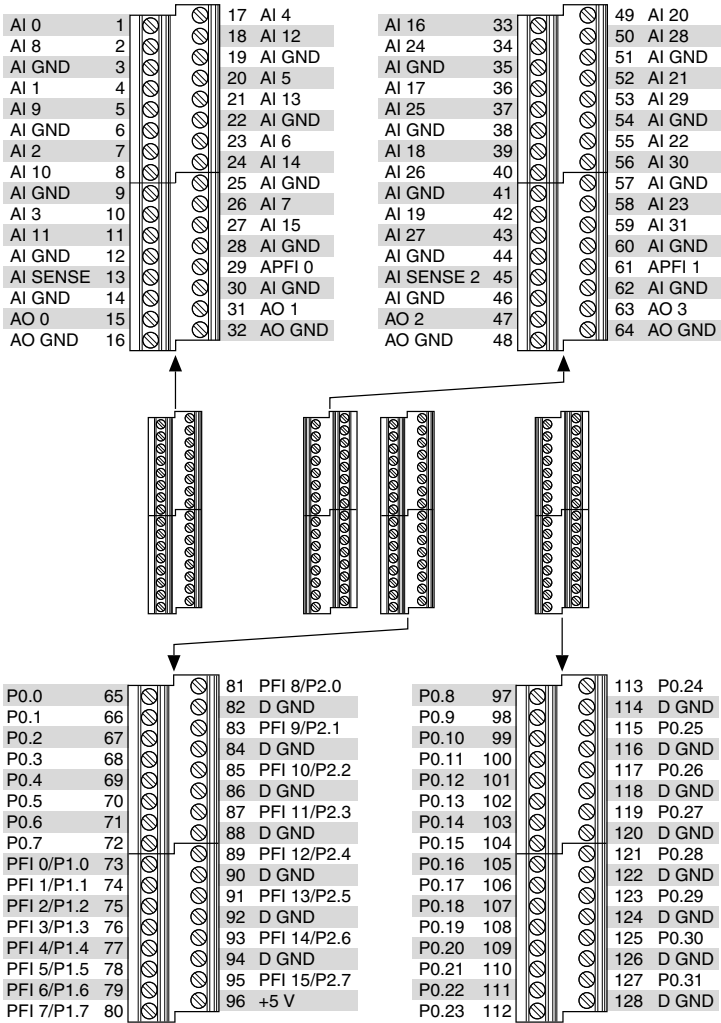 AI 0 1
AI 8 2
AI GND 3
AI 1 4
AI 9 5
AI GND 6
AI 2 7
AI 10 8
AI GND 9
AI 3 10
AI 11 11
AI GND 12
AI SENSE 13
AI GND 14
AO 0 15
AO GND 16
17 AI 4
18 AI 12
19 AI GND
20 AI 5
21 AI 13
22 AI GND
23 AI 6
24 AI 14
25 AI GND
26 AI 7
27 AI 15
28 AI GND
29 APFI 0
30 AI GND
31 AO 1
32 AO GND
AI 16 33
AI 24 34
AI GND 35
AI 17 36
AI 25 37
AI GND 38
AI 18 39
AI 26 40
AI GND 41
AI 19 42
AI 27 43
AI GND 44
AI SENSE 2 45
AI GND 46
AO 2 47
AO GND 48
49 AI 20
50 AI 28
51 AI GND
52 AI 21
53 AI 29
54 AI GND
55 AI 22
56 AI 30
57 AI GND
58 AI 23
59 AI 31
60 AI GND
61 APFI 1
62 AI GND
63 AO 3
64 AO GND
P0.0 65
P0.1 66
P0.2 67
P0.3 68
P0.4 69
P0.5 70
P0.6 71
P0.7 72
PFI 0/P1.0 73
PFI 1/P1.1 74
PFI 2/P1.2 75
PFI 3/P1.3 76
PFI 4/P1.4 77
PFI 5/P1.5 78
PFI 6/P1.6 79
PFI 7/P1.7 80
81 PFI 8/P2.0
82 D GND
83 PFI 9/P2.1
84 D GND
85 PFI 10/P2.2
86 D GND
87 PFI 11/P2.3
88 D GND
89 PFI 12/P2.4
90 D GND
91 PFI 13/P2.5
92 D GND
93 PFI 14/P2.6
94 D GND
95 PFI 15/P2.7
96 +5 V
P0.8 97
P0.9 98
P0.10 99
P0.11 100
P0.12 101
P0.13 102
P0.14 103
P0.15 104
P0.16 105
P0.17 106
P0.18 107
P0.19 108
P0.20 109
P0.21 110
P0.22 111
P0.23 112
113 P0.24
114 D GND
115 P0.25
116 D GND
117 P0.26
118 D GND
119 P0.27
120 D GND
121 P0.28
122 D GND
123 P0.29
124 D GND
125 P0.30
126 D GND
127 P0.31
128 D GND